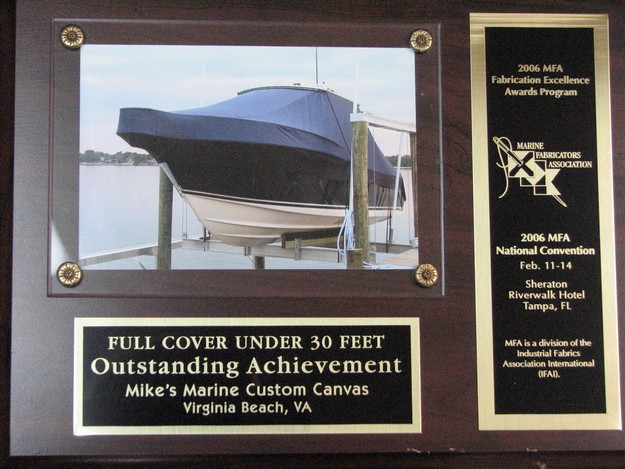 2006 MFA
Fabrication Excellence
Awards Program
MARINE
FABRICATORS
ASSOCIATION
2006 MFA
National Convention
Feb. 11-14
Sheraton
Riverwalk Hotel
Tampa, FL
MFA is a division of the
Industrial Fabrics
Association International
(IFAI).
FULL COVER UNDER 30 FEET
Outstanding Achievement
Mike's Marine Custom Canvas
Virginia Beach, VA